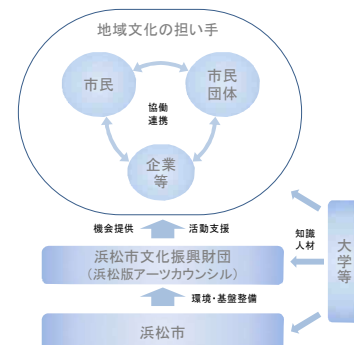 地域文化の担い手
市民
市民
団体
協働
連携
企業
等
機会提供
活動支援
知識
人材
大学等
浜松市文化振興財団
(浜松版アーツカウンシル)
環境・基盤整備
浜松市